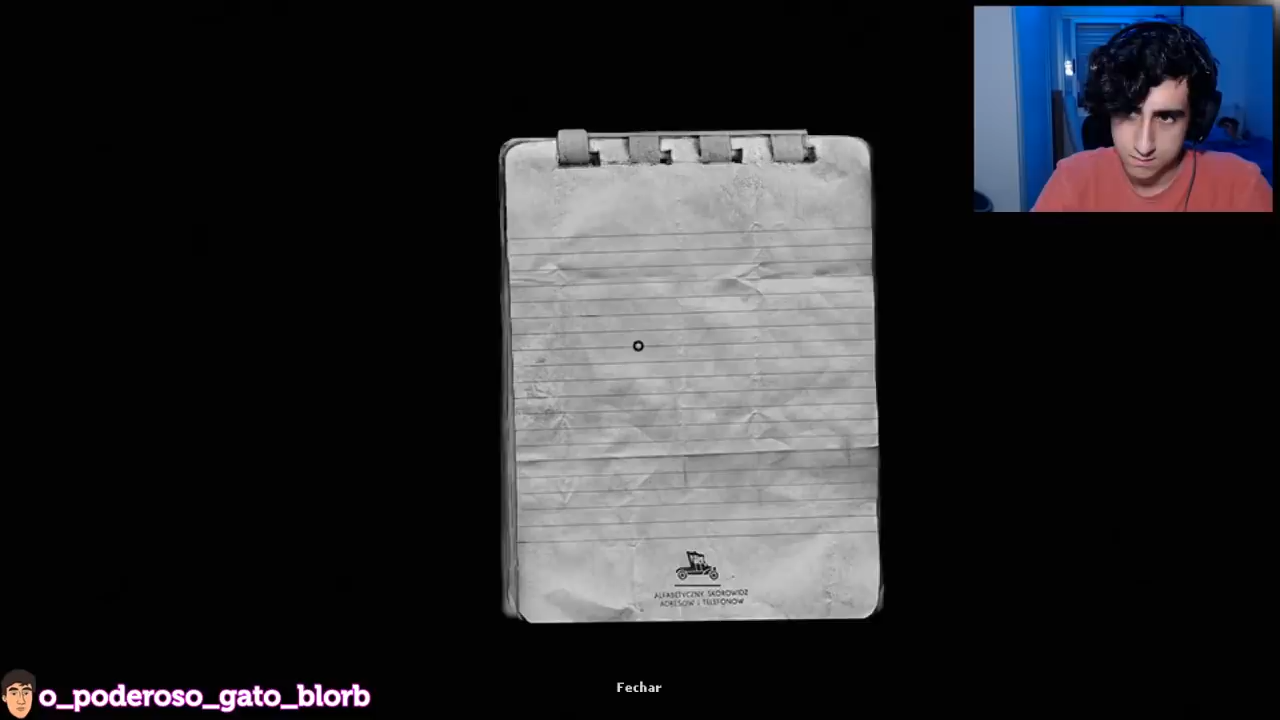 ALFABETYCZNY SKOROWIDZ
ADRESÓW I TELEFONÓW
Fechar
o_poderoso_gato_blorb